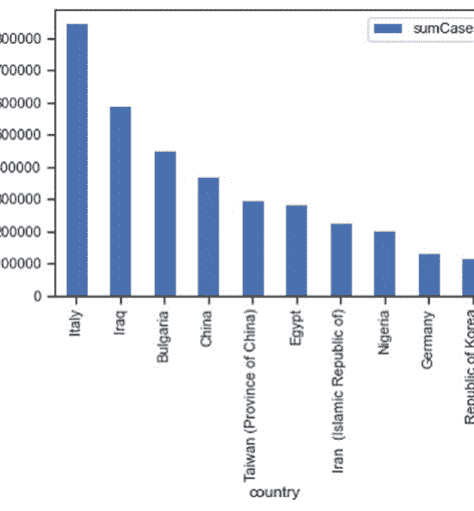 sumCases
800000
700000
600000
500000
400000
300000
200000
100000
0
Italy
Iraq
Bulgaria
China
Taiwan (Province of China)
Egypt
Iran (Islamic Republic of)
Nigeria
Germany
Republic of Korea
country